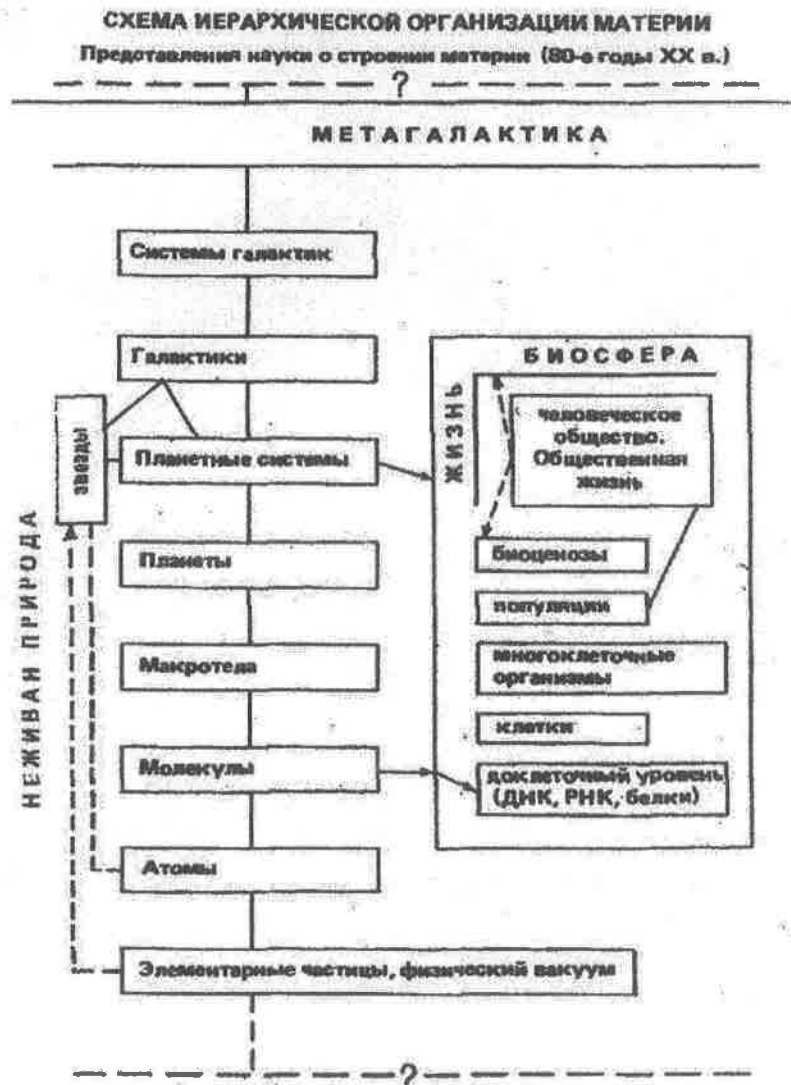 СХЕМА ИЕРАРХИЧЕСКОЙ ОРГАНИЗАЦИИ МАТЕРИИ
Представления науки о строении материи (80-е годы XX в.)
?
МЕТАГАЛАКТИКА
Системы галактик
Галактики
звезды
Планетные системы
Планеты
Макротела
Молекулы
Атомы
Элементарные частицы, физический вакуум
НЕЖИВАН ПРИРОДА
БИОСФЕРА
ЖИЗНЬ
человеческое
общество.
Общественная
жизнь
биоценозы
популяции
многоклеточные
организмы
клетки
доклеточный уровень
(ДНК, РНК, белки)
?